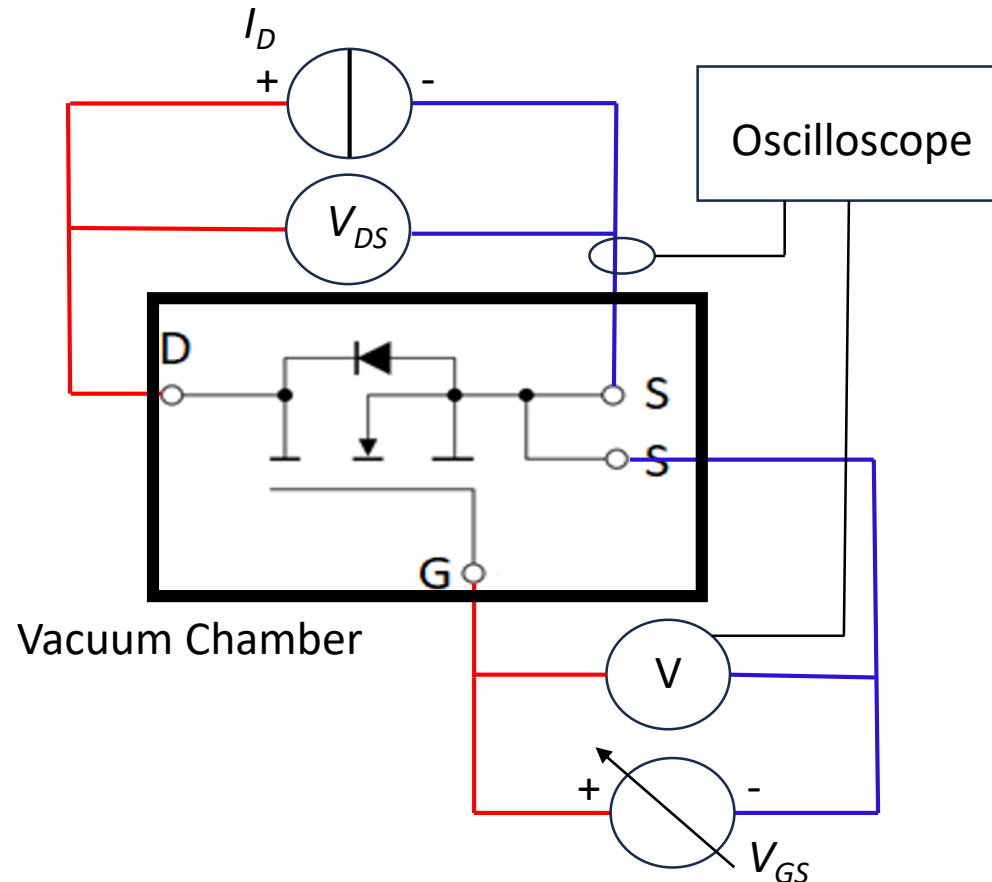 I_D
+
-
Oscilloscope
V_DS
D
S
S
G
Vacuum Chamber
V
+
-
V_GS